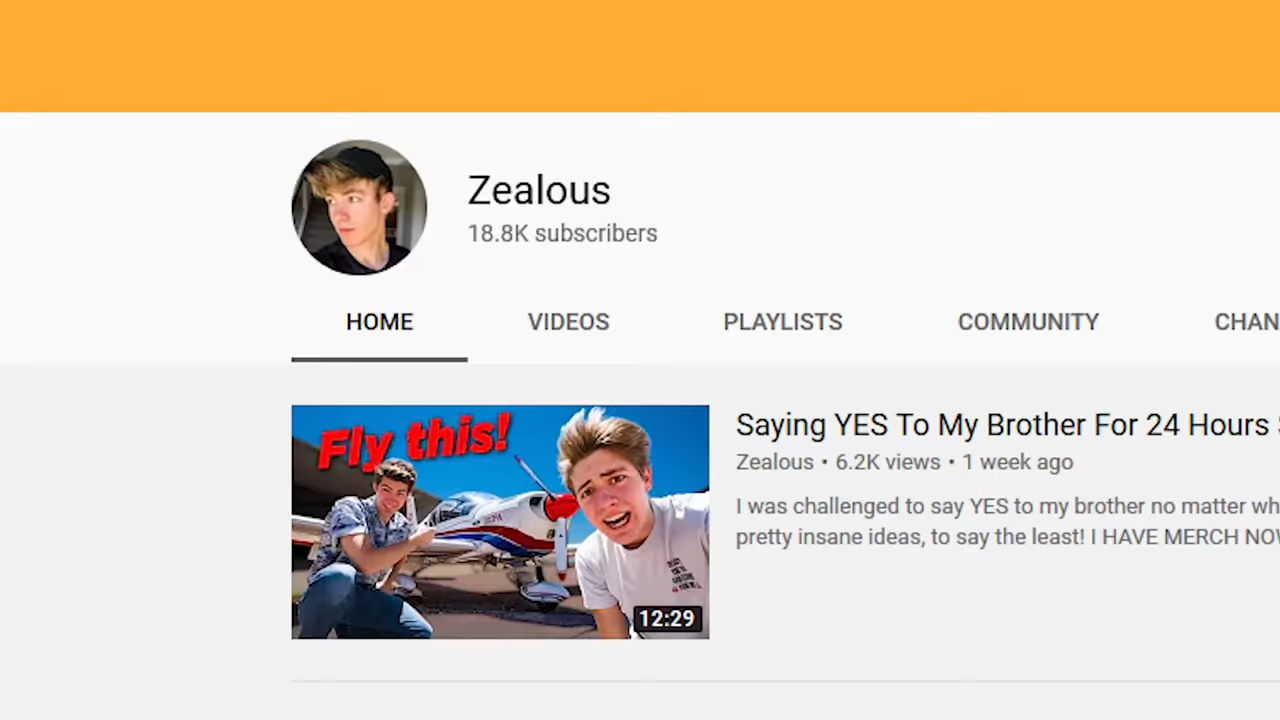 Zealous
18.8K subscribers
HOME VIDEOS PLAYLISTS COMMUNITY CHAN
Fly this!
12:29
Saying YES To My Brother For 24 Hours
Zealous • 6.2K views • 1 week ago
I was challenged to say YES to my brother no matter wh
pretty insane ideas, to say the least! I HAVE MERCH NOW